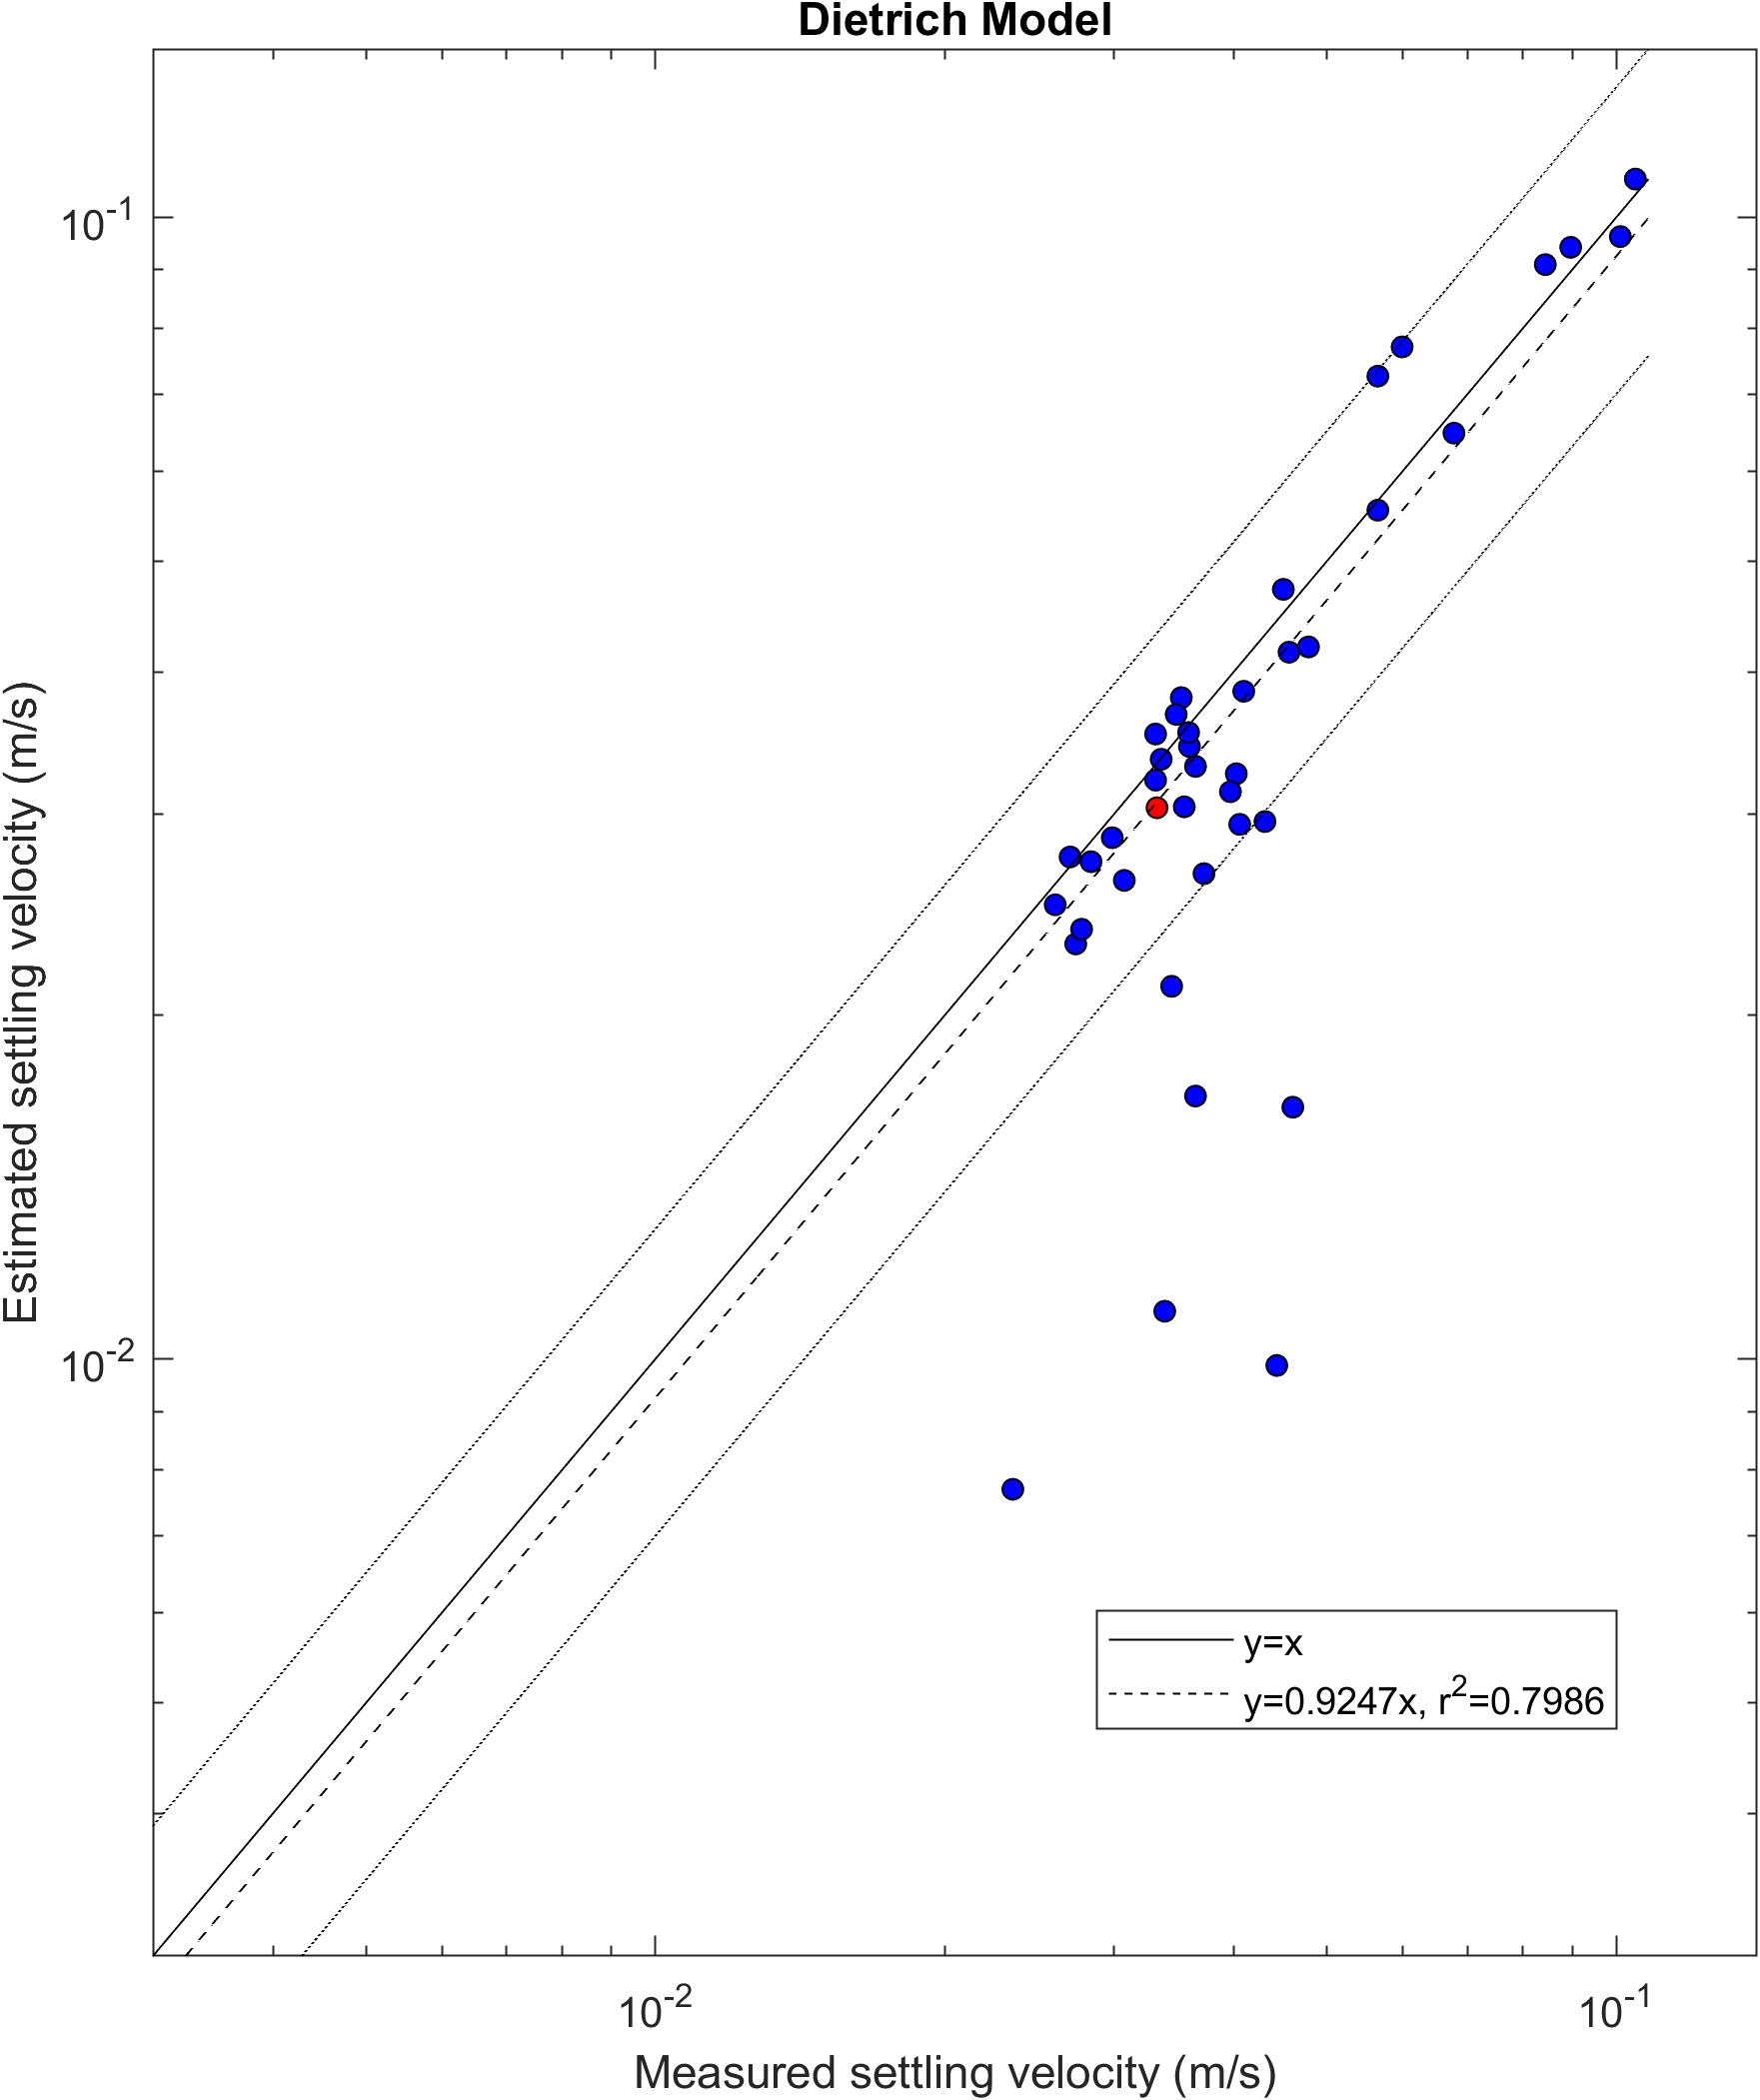 Dietrich Model
10^-1
10^-2
Estimated settling velocity (m/s)
y=x
y=0.9247x, r^2=0.7986
10^-2 10^-1
Measured settling velocity (m/s)